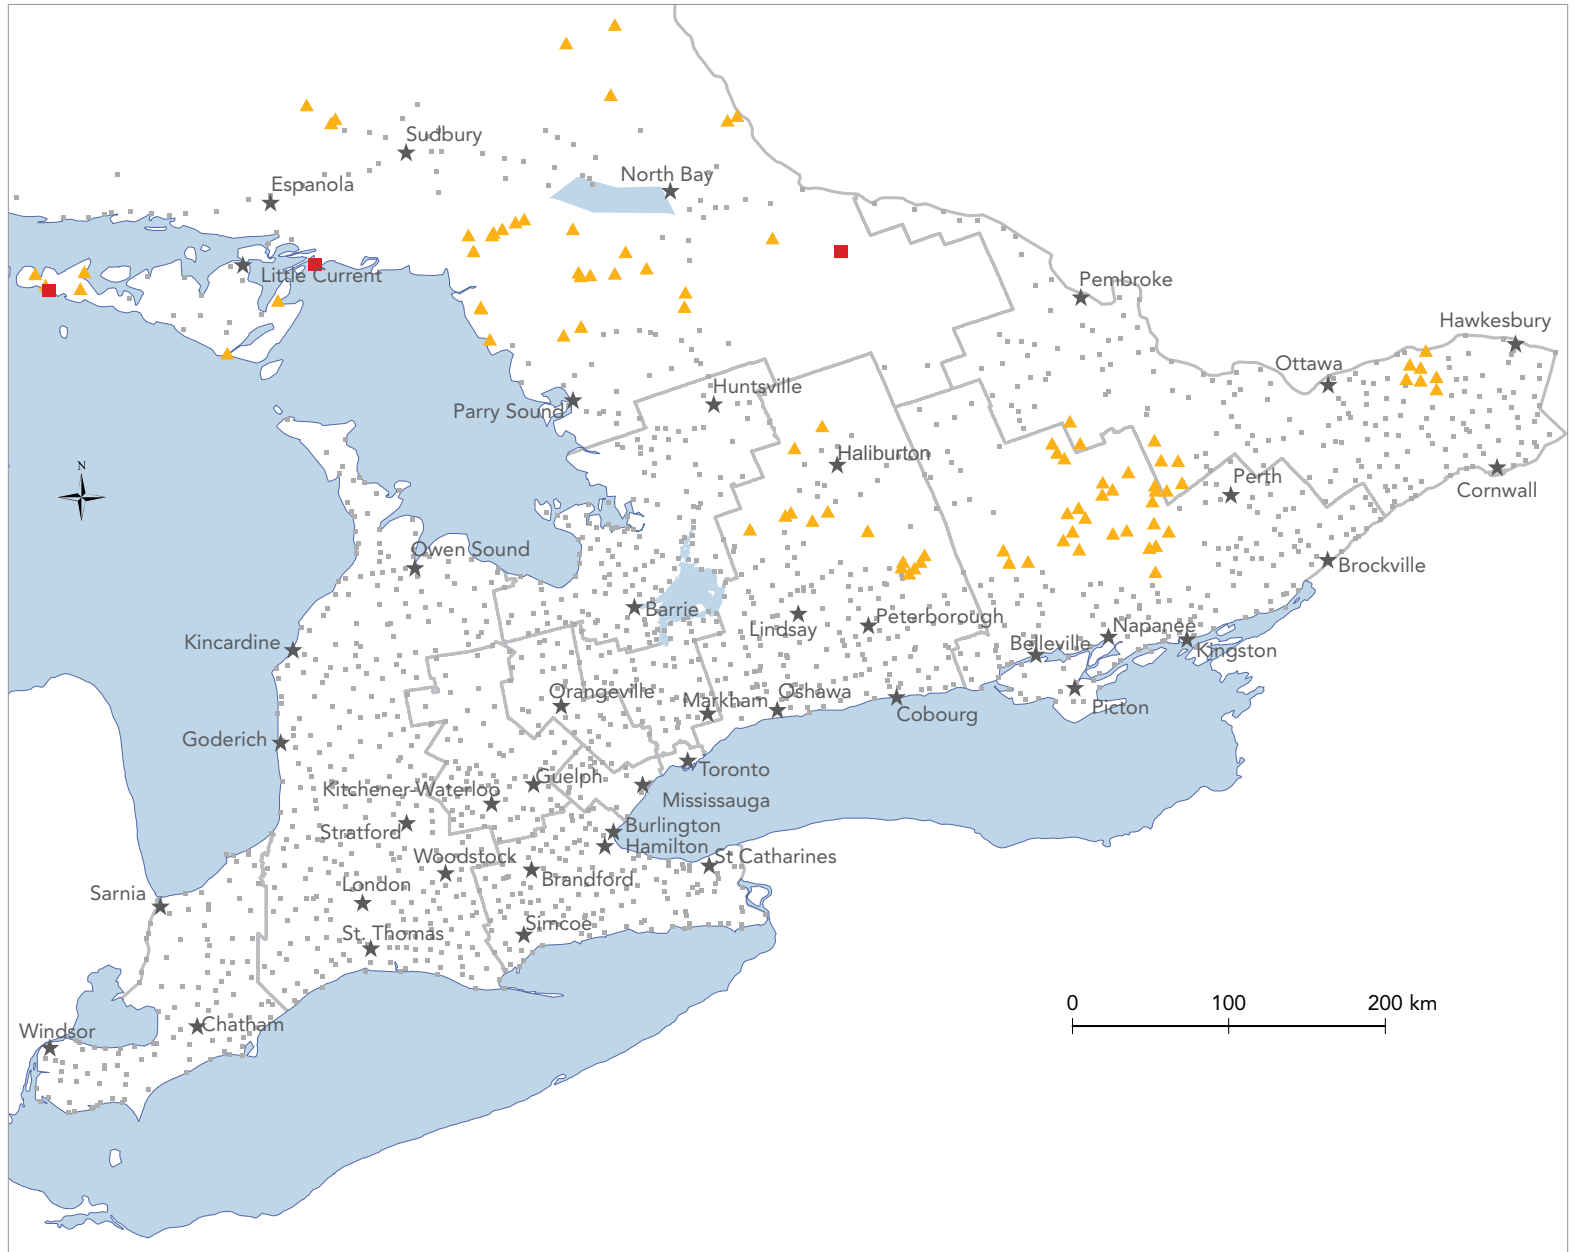 Sudbury
North Bay
Espanola
Little Current
Pembroke
Hawkesbury
Ottawa
Huntsville
Parry Sound
Haliburton
N
Perth
Cornwall
Owen Sound
Brockville
Barrie
Lindsay
Peterborough
Napanee
Belleville
Kingston
Kincardine
Orangeville
Markham
Oshawa
Cobourg
Picton
Goderich
Toronto
Guelph
Kitchener-Waterloo
Mississauga
Stratford
Burlington
Hamilton
Woodstock
St Catharines
Brandford
London
Sarnia
Simcoe
St. Thomas
0 100 200 km
Chatham
Windsor